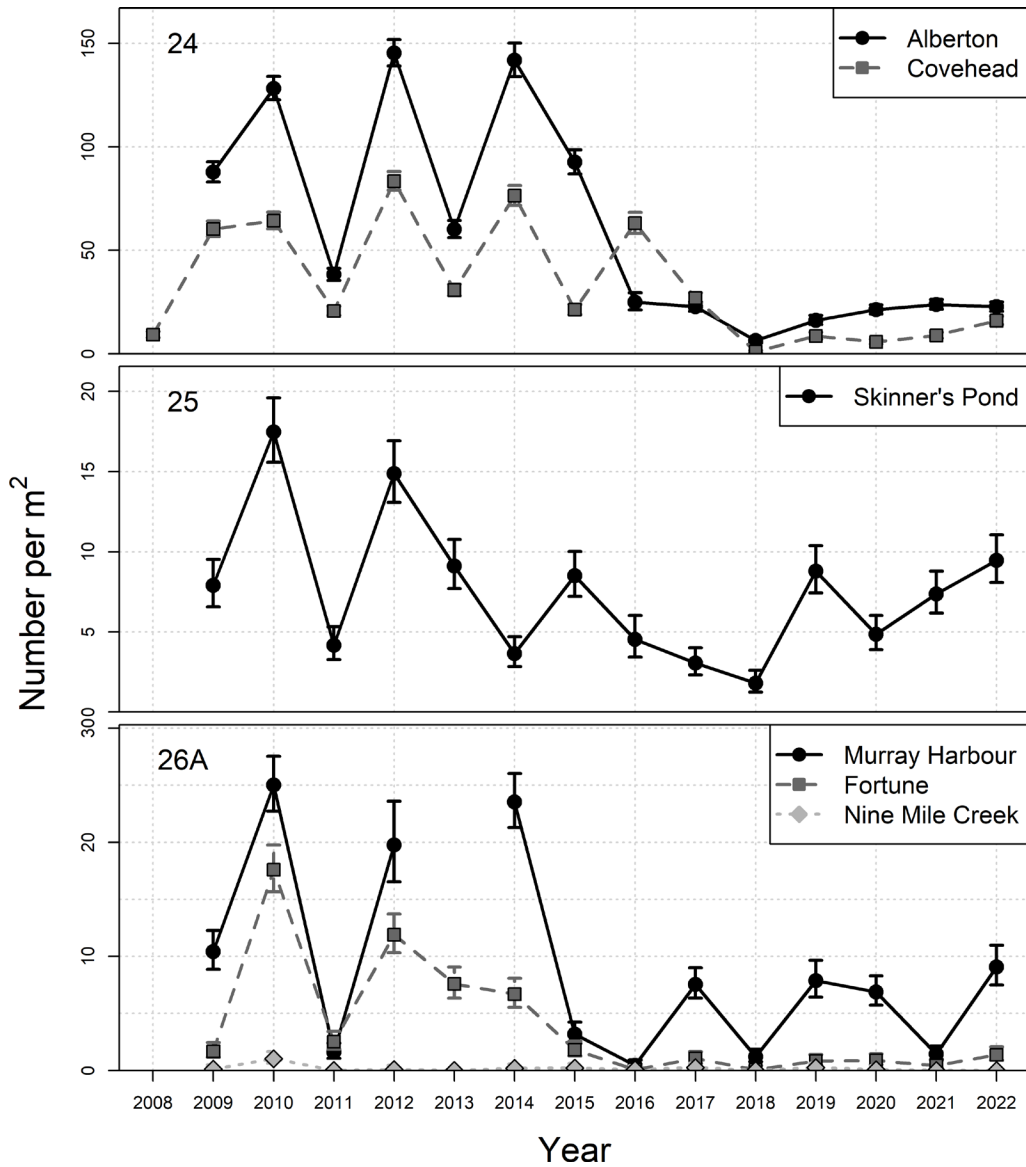 24
Alberton
Covehead
150
100
50
0
25
Skinner's Pond
20
15
10
5
0
Number per m²
26A
Murray Harbour
Fortune
Nine Mile Creek
30
20
10
0
2008 2009 2010 2011 2012 2013 2014 2015 2016 2017 2018 2019 2020 2021 2022
Year